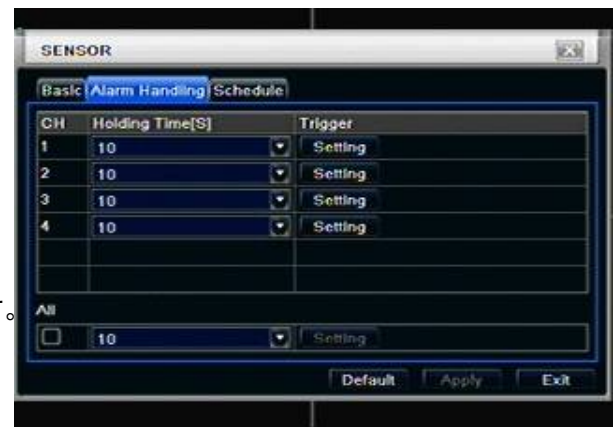 SENSOR
Basic Alarm Handling Schedule
CH Holding Time[S] Trigger
1 10 Setting
2 10 Setting
3 10 Setting
4 10 Setting
All
10 Setting
Default Apply Exit